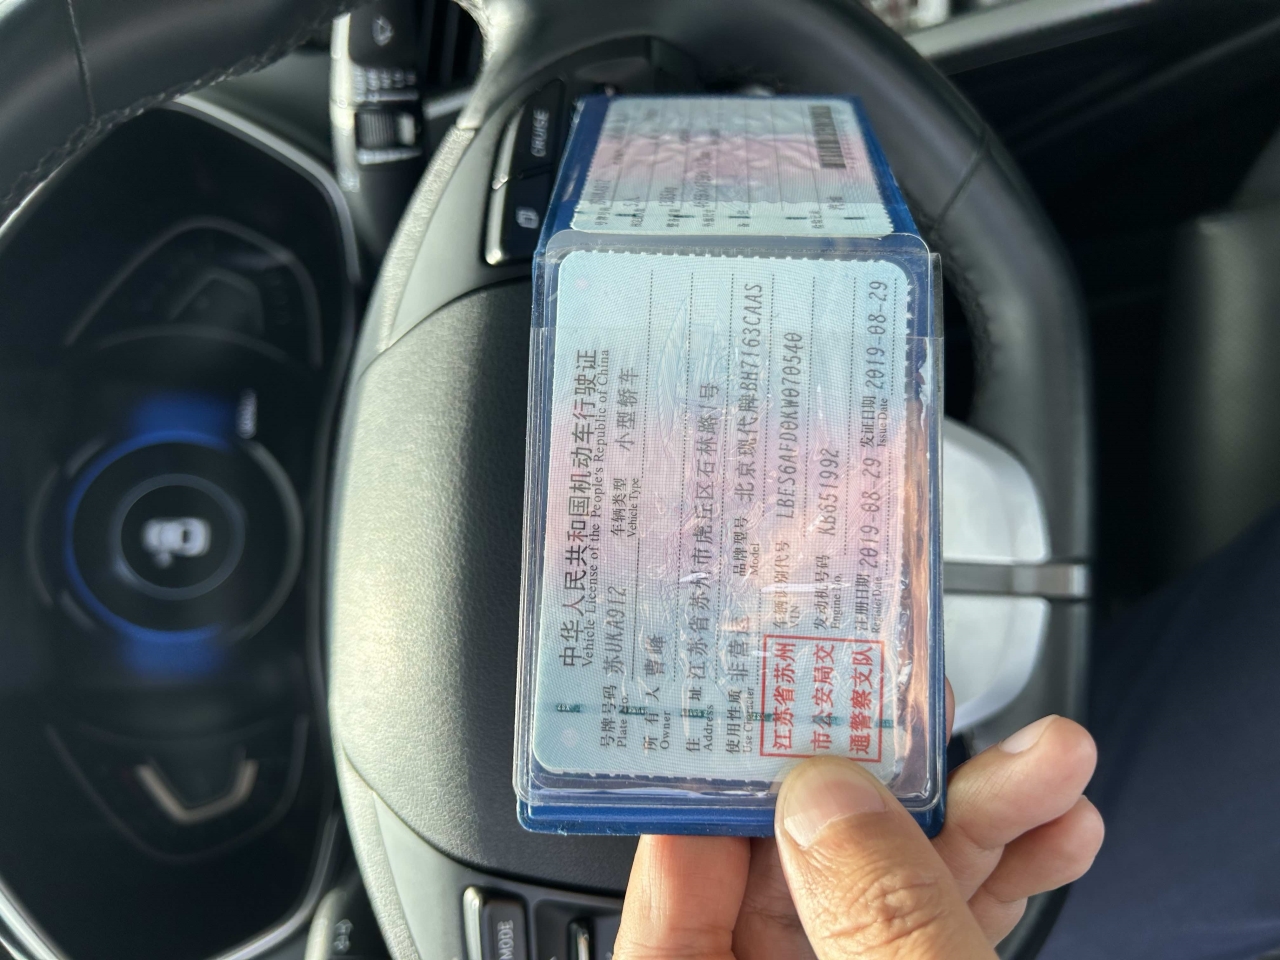 中华人民共和国机动车行驶证
Vehicle License of the People's Republic of China
号牌号码 苏UKA912 车辆类型 小型轿车
Plate No. Vehicle Type
所有人 曹峰
Owner
住址 江苏省苏州市虎丘区石林路1号
Address
使用性质 非营运 品牌型号 北京现代牌BH7163CAAS
Use Character Model
车辆识别代号 LBES6AFD0KW070540
VIN
发动机号码 KB651992
Engine No.
注册日期 2019-08-29 发证日期 2019-08-29
Register Date Issue Date
江苏省苏州
市公安局交
通警察支队
CRUISE
MODE